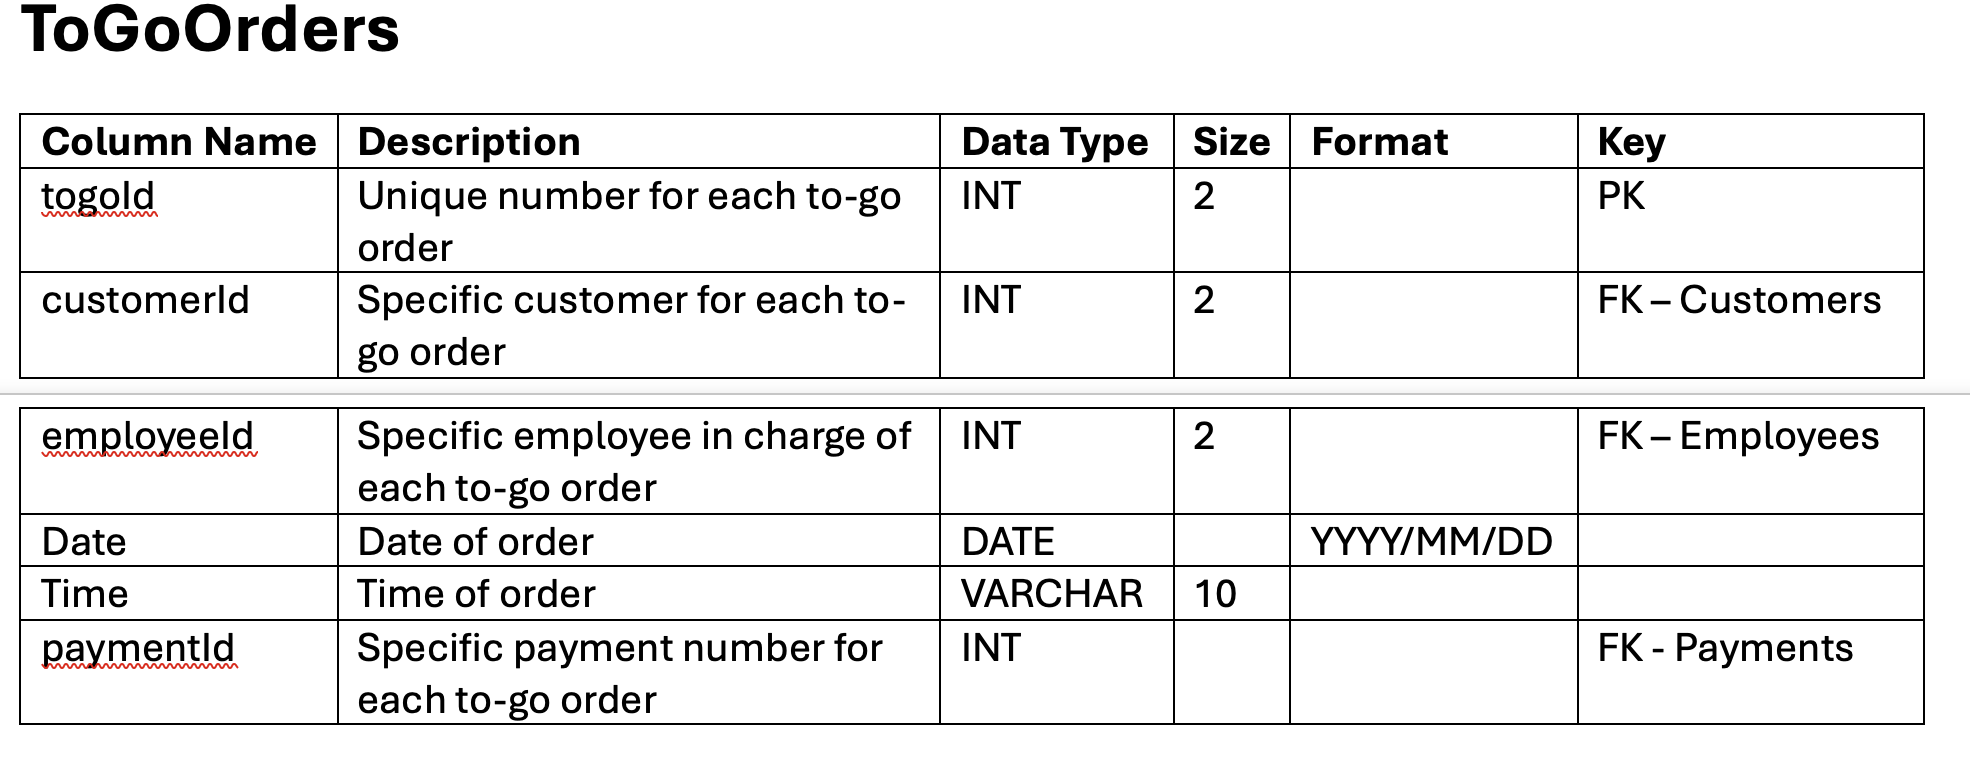 ToGoOrders
Column Name Description Data Type Size Format Key
togoId Unique number for each to-go INT 2 PK
order
customerId Specific customer for each to- INT 2 FK – Customers
go order
employeeId Specific employee in charge of INT 2 FK – Employees
each to-go order
Date Date of order DATE YYYY/MM/DD
Time Time of order VARCHAR 10
paymentId Specific payment number for INT FK - Payments
each to-go order